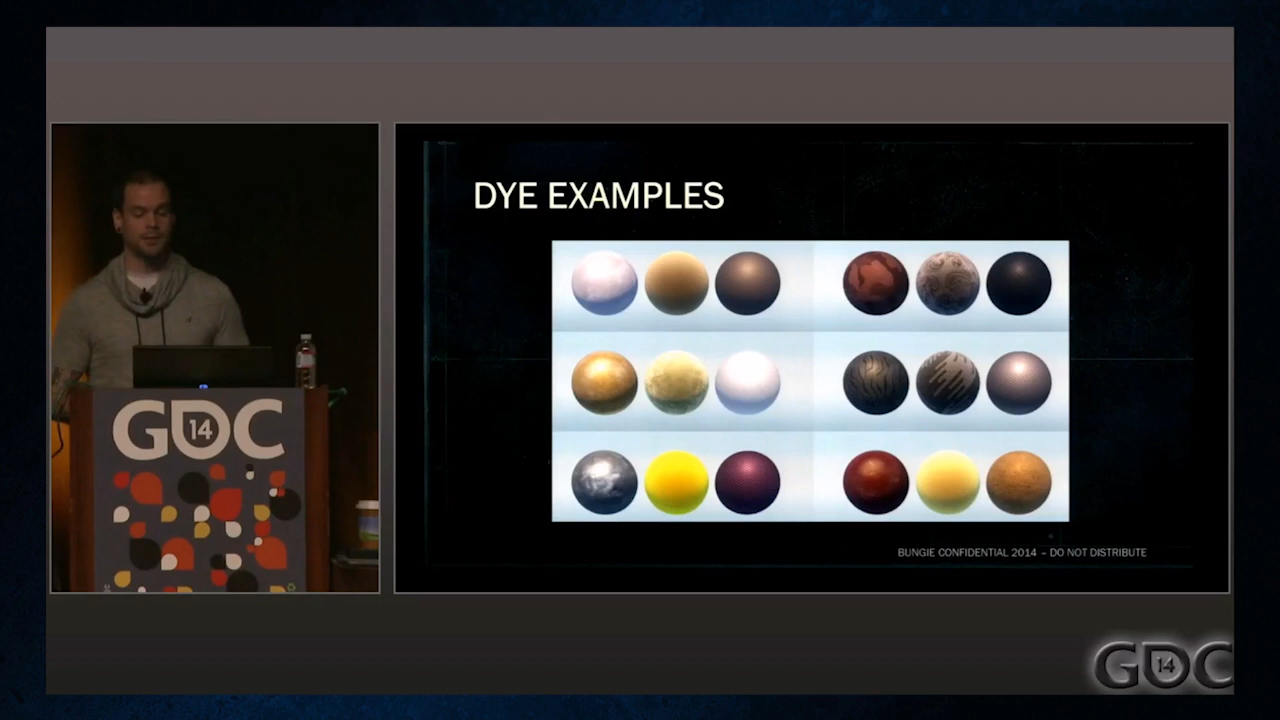 DYE EXAMPLES
BUNGIE CONFIDENTIAL 2014 – DO NOT DISTRIBUTE
GDC
14
GDC
14